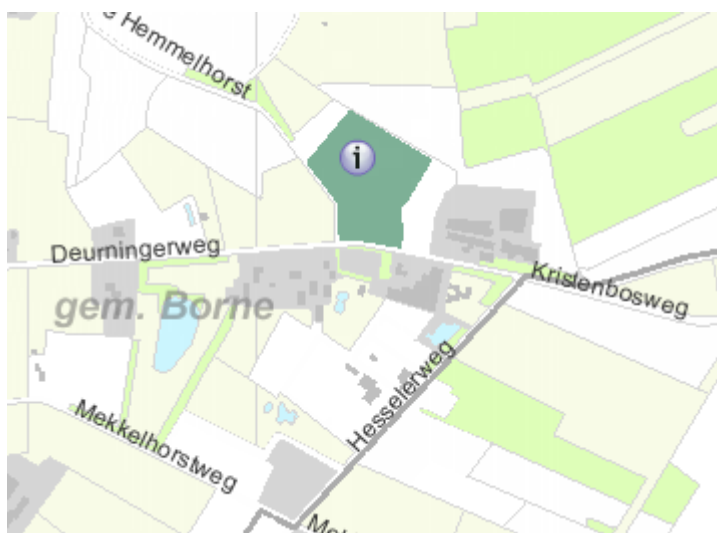 Hemmelhorst
i
Deurningerweg
Kristenbosweg
gem. Borne
Hesselerweg
Mekkelhorstweg